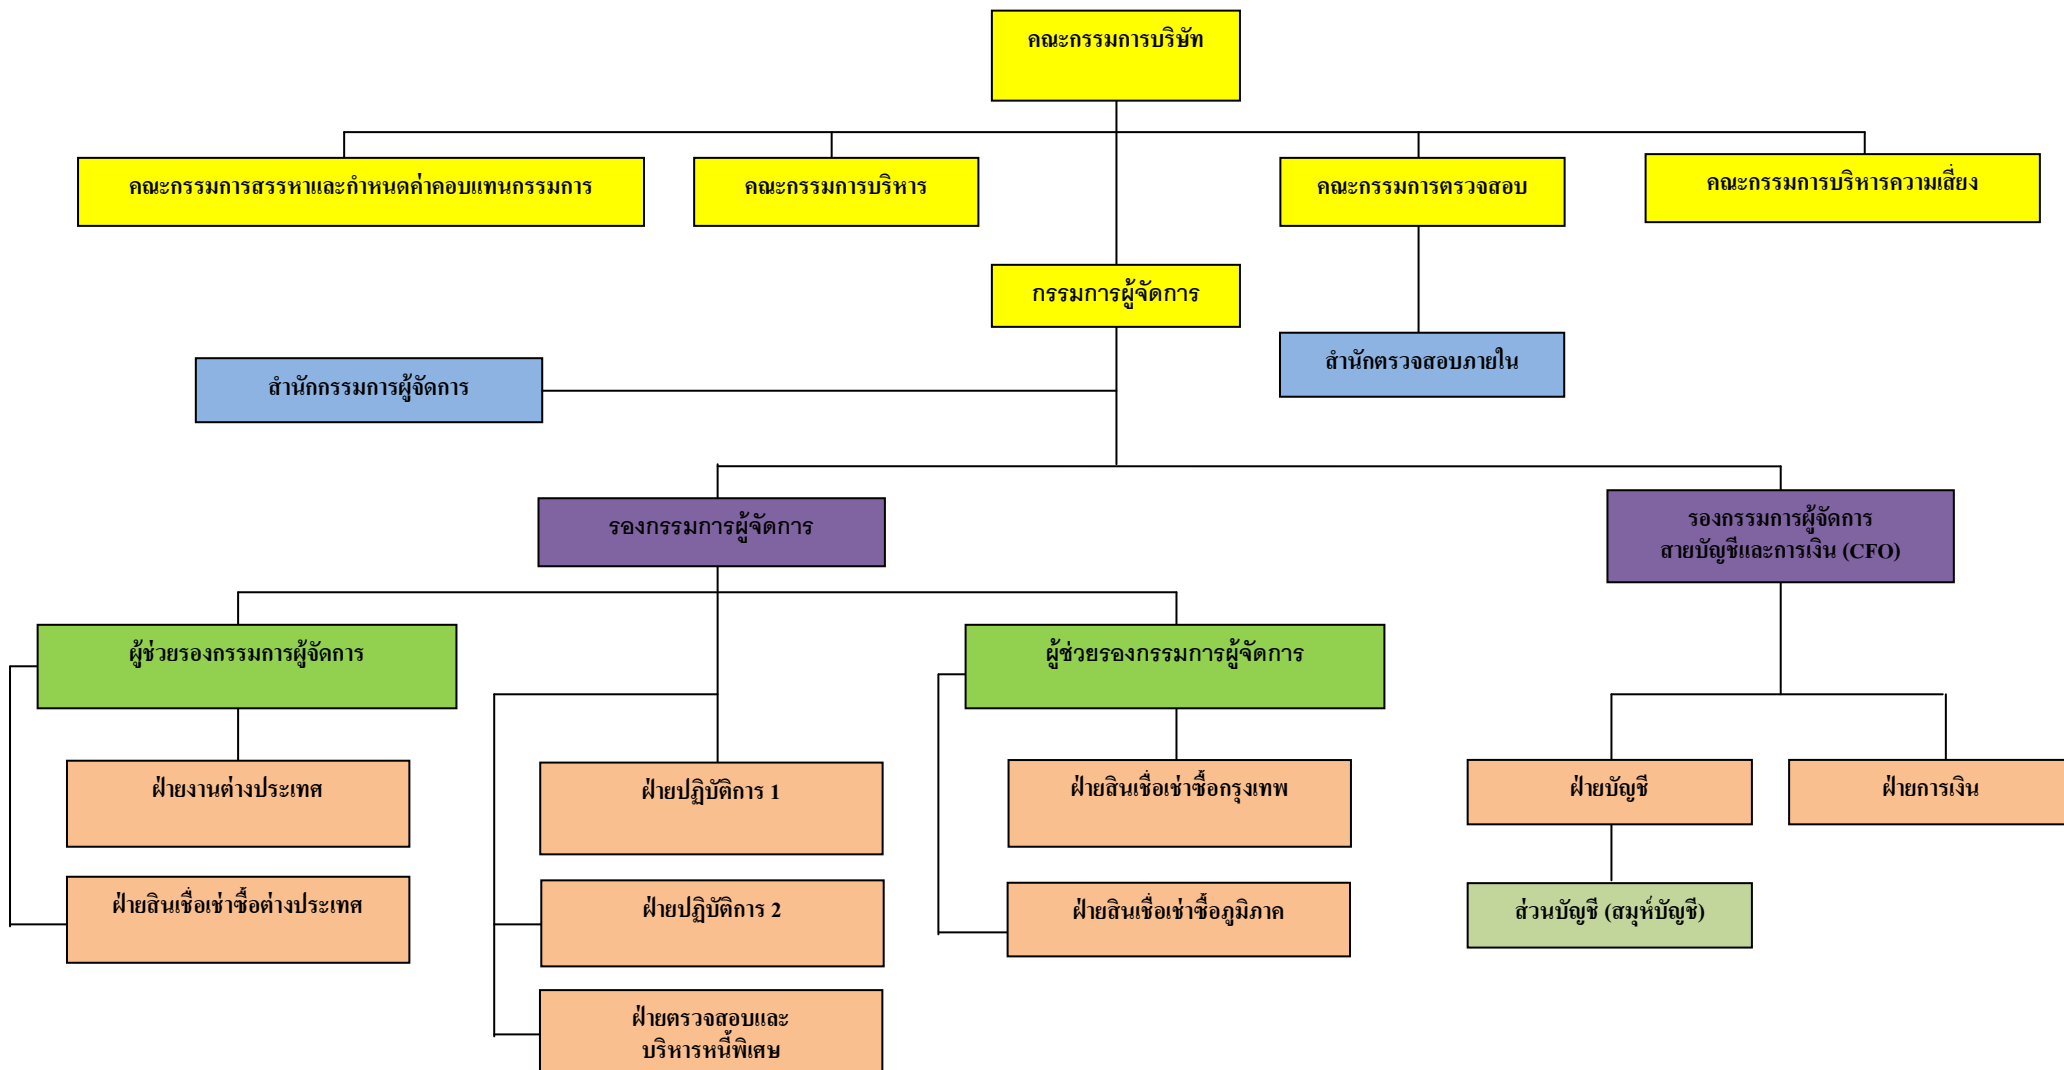 คณะกรรมการบริษัท
คณะกรรมการสรรหาและกำหนดค่าตอบแทนกรรมการ
คณะกรรมการบริหาร
คณะกรรมการตรวจสอบ
คณะกรรมการบริหารความเสี่ยง
กรรมการผู้จัดการ
สำนักตรวจสอบภายใน
สำนักกรรมการผู้จัดการ
รองกรรมการผู้จัดการ
รองกรรมการผู้จัดการ
สายบัญชีและการเงิน (CFO)
ผู้ช่วยรองกรรมการผู้จัดการ
ผู้ช่วยรองกรรมการผู้จัดการ
ฝ่ายงานต่างประเทศ
ฝ่ายปฏิบัติการ 1
ฝ่ายสินเชื่อเช่าซื้อกรุงเทพ
ฝ่ายบัญชี
ฝ่ายการเงิน
ฝ่ายสินเชื่อเช่าซื้อต่างประเทศ
ฝ่ายปฏิบัติการ 2
ฝ่ายสินเชื่อเช่าซื้อภูมิภาค
ส่วนบัญชี (สมุห์บัญชี)
ฝ่ายตรวจสอบและ
บริหารหนี้พิเศษ